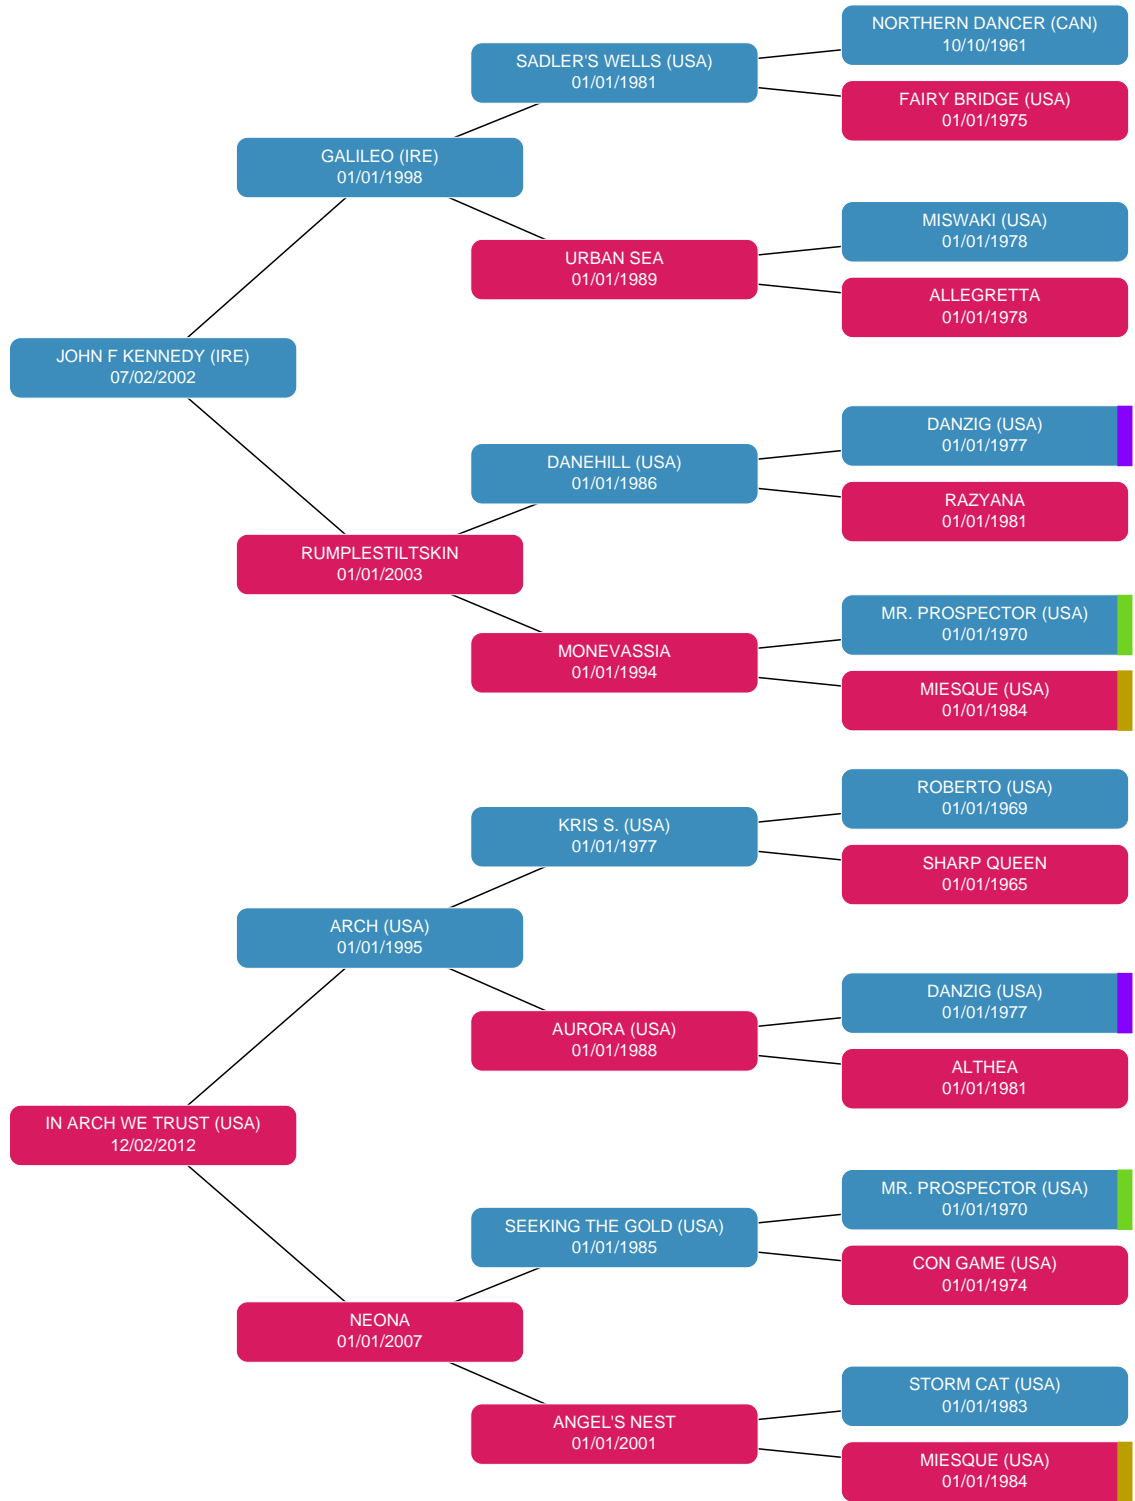 NORTHERN DANCER (CAN)
10/10/1961
SADLER'S WELLS (USA)
01/01/1981
FAIRY BRIDGE (USA)
01/01/1975
GALILEO (IRE)
01/01/1998
MISWAKI (USA)
01/01/1978
URBAN SEA
01/01/1989
ALLEGRETTA
01/01/1978
JOHN F KENNEDY (IRE)
07/02/2002
DANZIG (USA)
01/01/1977
DANEHILL (USA)
01/01/1986
RAZYANA
01/01/1981
RUMPLESTILTSKIN
01/01/2003
MR. PROSPECTOR (USA)
01/01/1970
MONEVASSIA
01/01/1994
MIESQUE (USA)
01/01/1984
ROBERTO (USA)
01/01/1969
KRIS S. (USA)
01/01/1977
SHARP QUEEN
01/01/1965
ARCH (USA)
01/01/1995
DANZIG (USA)
01/01/1977
AURORA (USA)
01/01/1988
ALTHEA
01/01/1981
IN ARCH WE TRUST (USA)
12/02/2012
MR. PROSPECTOR (USA)
01/01/1970
SEEKING THE GOLD (USA)
01/01/1985
CON GAME (USA)
01/01/1974
NEONA
01/01/2007
STORM CAT (USA)
01/01/1983
ANGEL'S NEST
01/01/2001
MIESQUE (USA)
01/01/1984